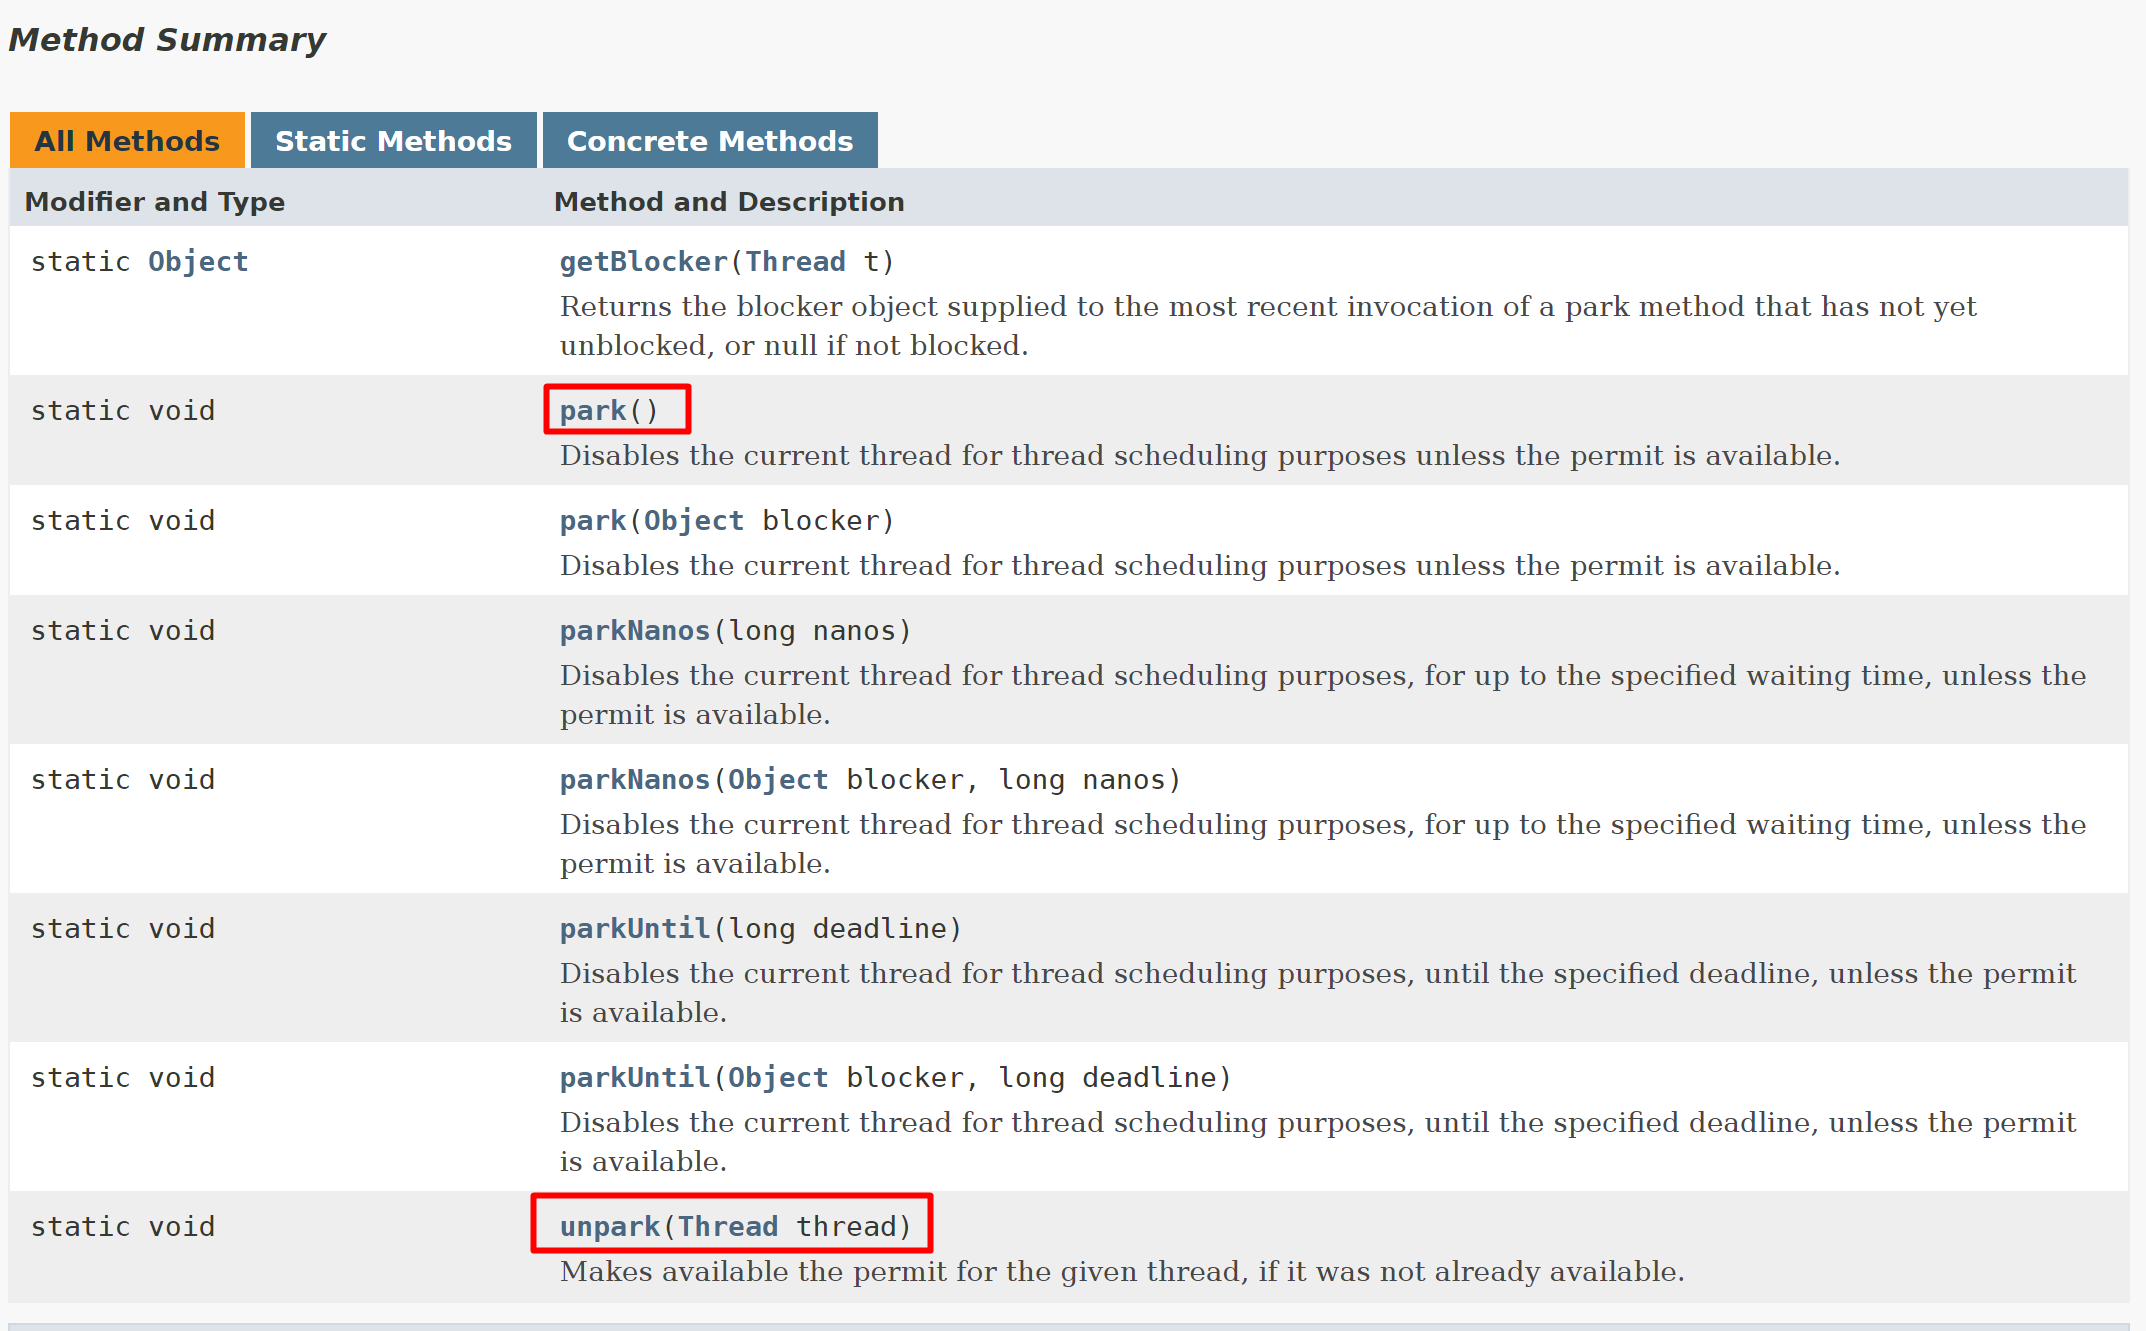 Method Summary
All Methods Static Methods Concrete Methods
Modifier and Type Method and Description
static Object getBlocker(Thread t)
Returns the blocker object supplied to the most recent invocation of a park method that has not yet
unblocked, or null if not blocked.
static void park()
Disables the current thread for thread scheduling purposes unless the permit is available.
static void park(Object blocker)
Disables the current thread for thread scheduling purposes unless the permit is available.
static void parkNanos(long nanos)
Disables the current thread for thread scheduling purposes, for up to the specified waiting time, unless the
permit is available.
static void parkNanos(Object blocker, long nanos)
Disables the current thread for thread scheduling purposes, for up to the specified waiting time, unless the
permit is available.
static void parkUntil(long deadline)
Disables the current thread for thread scheduling purposes, until the specified deadline, unless the permit
is available.
static void parkUntil(Object blocker, long deadline)
Disables the current thread for thread scheduling purposes, until the specified deadline, unless the permit
is available.
static void unpark(Thread thread)
Makes available the permit for the given thread, if it was not already available.